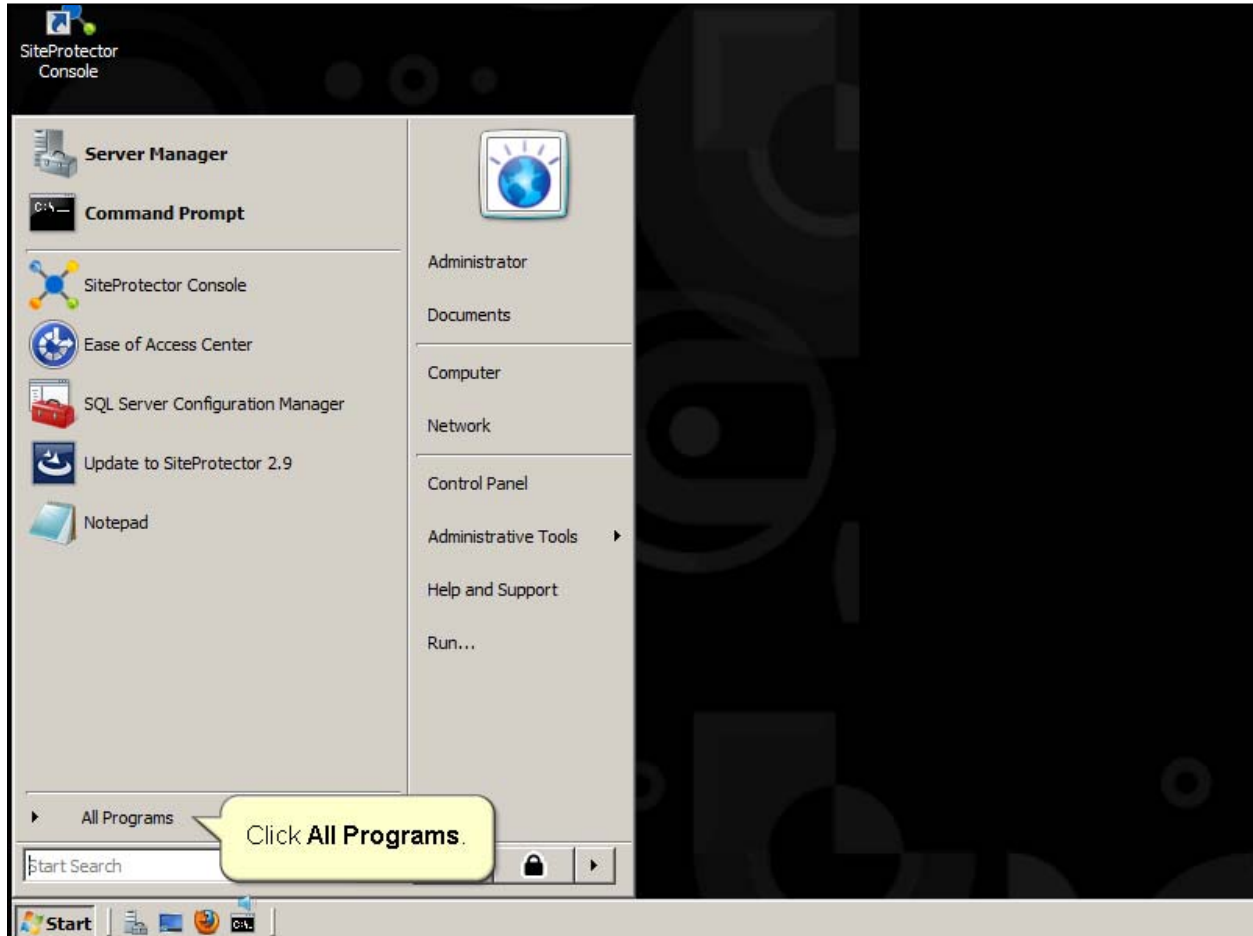 SiteProtector
Console
Server Manager
C:\
Command Prompt
SiteProtector Console
Ease of Access Center
SQL Server Configuration Manager
Update to SiteProtector 2.9
Notepad
All Programs
Start Search
Administrator
Documents
Computer
Network
Control Panel
Administrative Tools
Help and Support
Run...
Click All Programs.
Start
C:\